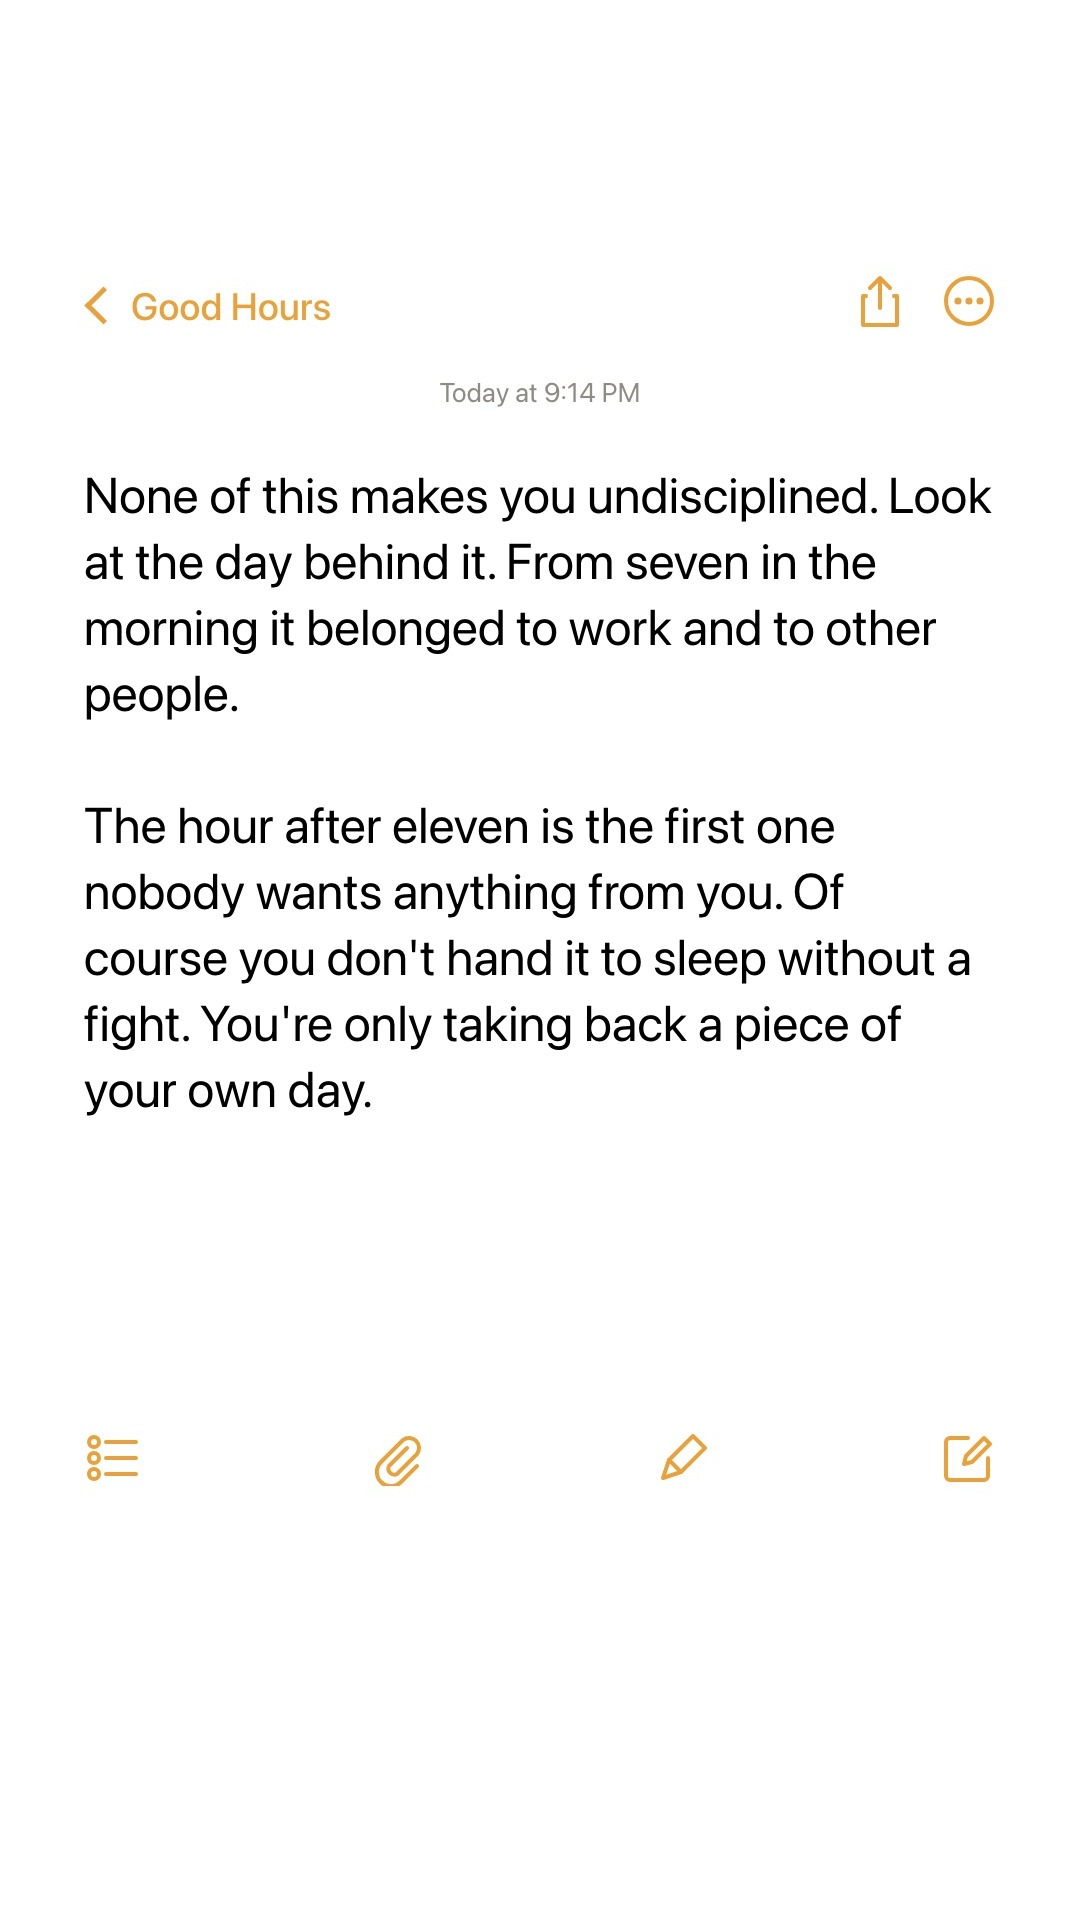 Good Hours
Today at 9:14 PM
None of this makes you undisciplined. Look
at the day behind it. From seven in the
morning it belonged to work and to other
people.
The hour after eleven is the first one
nobody wants anything from you. Of
course you don't hand it to sleep without a
fight. You're only taking back a piece of
your own day.